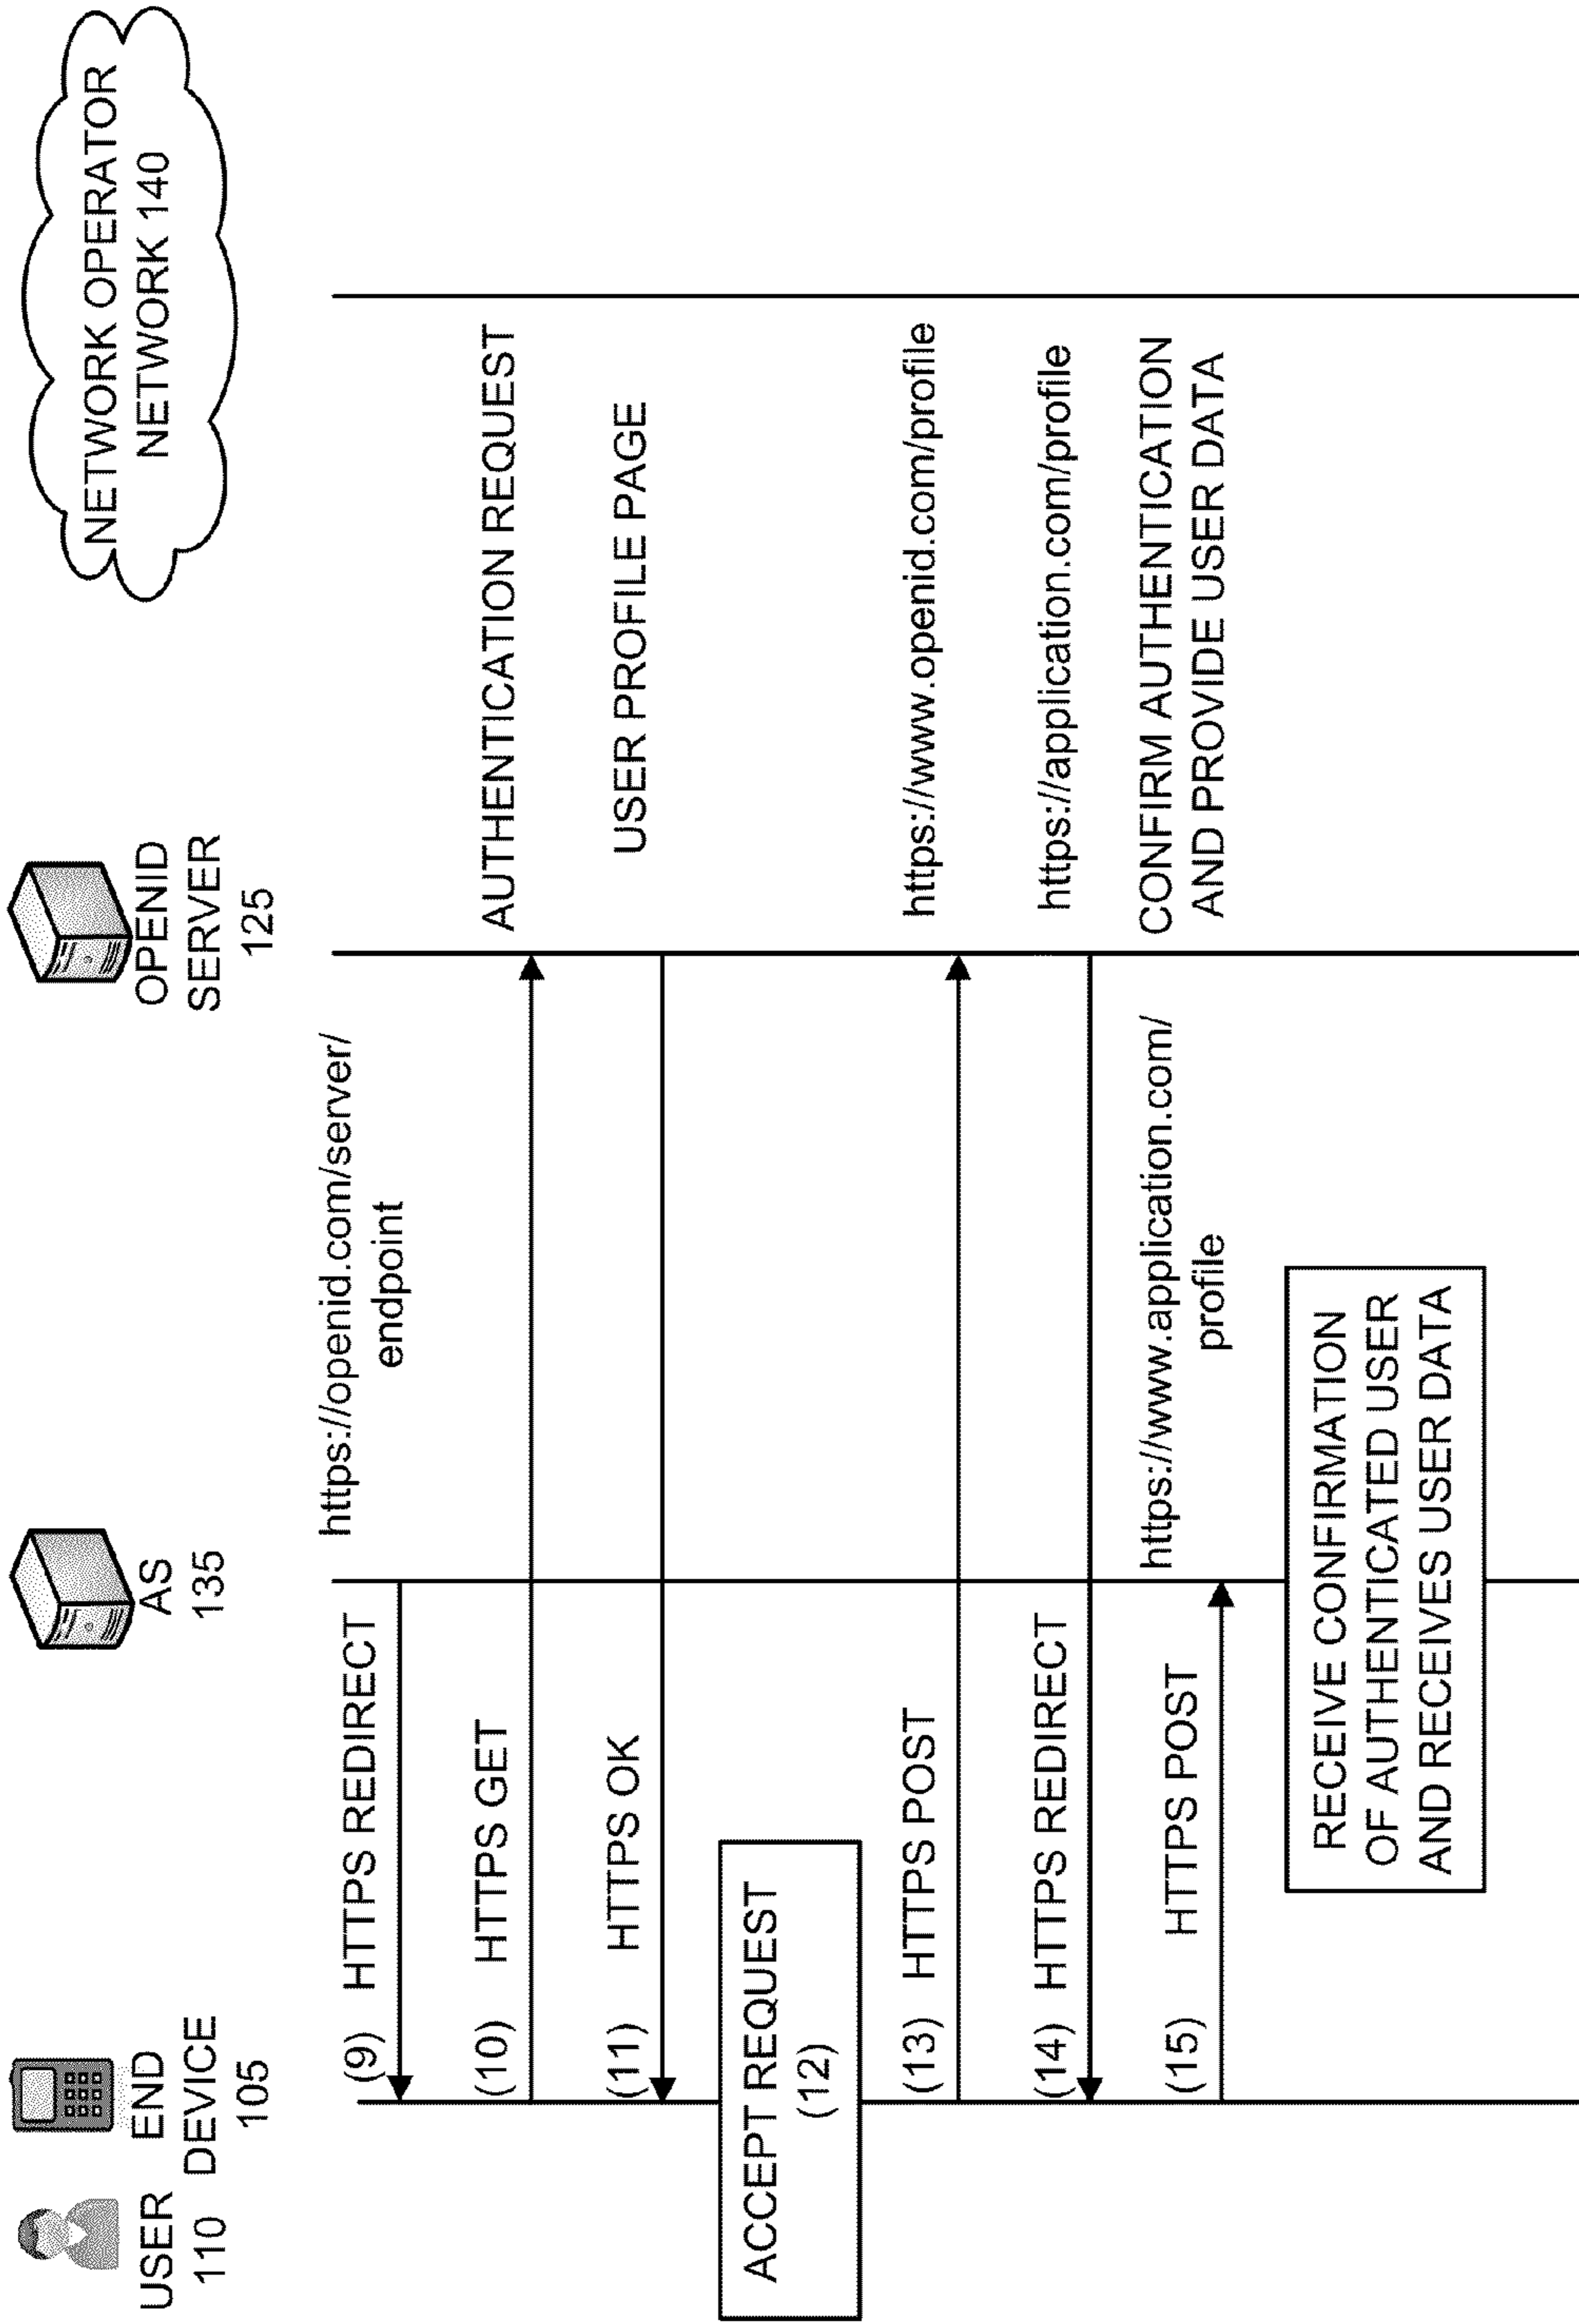 USER
110
END
DEVICE
105
AS
135
OPENID
SERVER
125
NETWORK OPERATOR
NETWORK 140
(9) HTTPS REDIRECT
https://openid.com/server/
endpoint
(10) HTTPS GET
AUTHENTICATION REQUEST
(11) HTTPS OK
USER PROFILE PAGE
ACCEPT REQUEST
(12)
(13) HTTPS POST
https://www.openid.com/profile
(14) HTTPS REDIRECT
https://application.com/profile
(15) HTTPS POST
https://www.application.com/
profile
CONFIRM AUTHENTICATION
AND PROVIDE USER DATA
RECEIVE CONFIRMATION
OF AUTHENTICATED USER
AND RECEIVES USER DATA